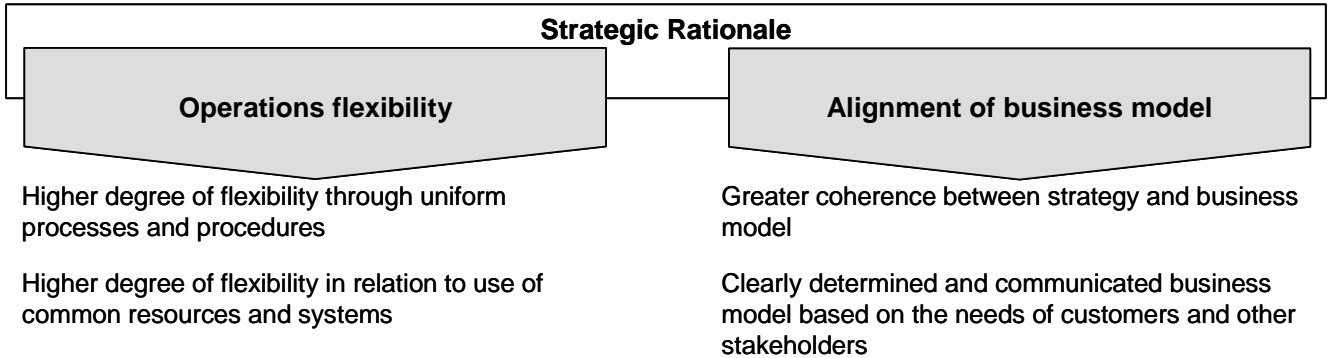 Strategic Rationale
Operations flexibility
Higher degree of flexibility through uniform
processes and procedures
Higher degree of flexibility in relation to use of
common resources and systems
Alignment of business model
Greater coherence between strategy and business
model
Clearly determined and communicated business
model based on the needs of customers and other
stakeholders